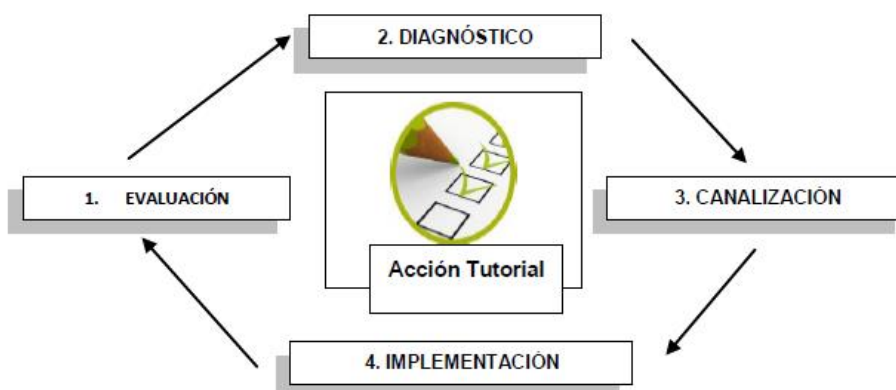 2. DIAGNÓSTICO
1. EVALUACIÓN
3. CANALIZACIÓN
Acción Tutorial
4. IMPLEMENTACIÓN